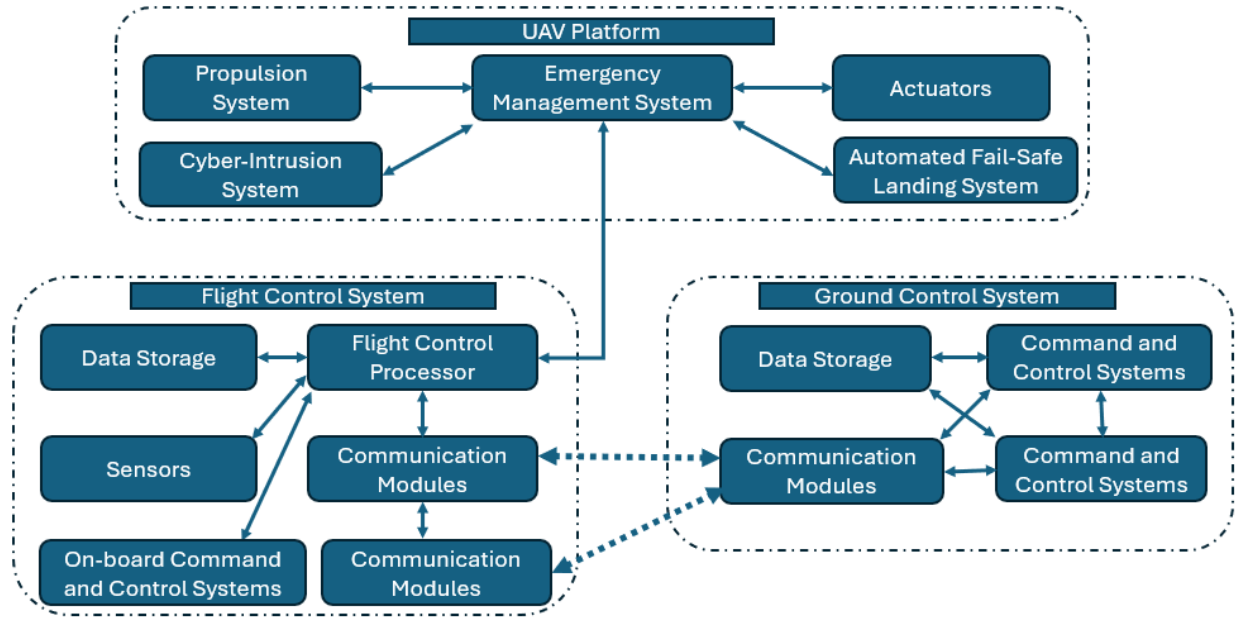 UAV Platform
Propulsion
System
Emergency
Management System
Actuators
Cyber-Intrusion
System
Automated Fail-Safe
Landing System
Flight Control System
Data Storage
Flight Control
Processor
Sensors
Communication
Modules
On-board Command
and Control Systems
Communication
Modules
Ground Control System
Data Storage
Command and
Control Systems
Communication
Modules
Command and
Control Systems